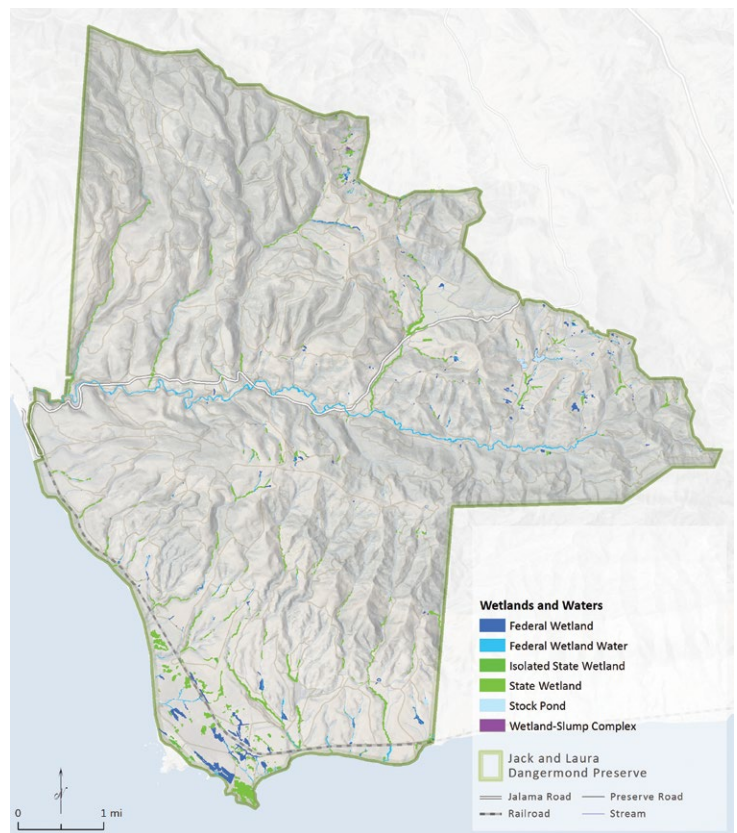 Wetlands and Waters
Federal Wetland
Federal Wetland Water
Isolated State Wetland
State Wetland
Stock Pond
Wetland-Slump Complex
Jack and Laura
Dangermond Preserve
Jalama Road
Preserve Road
Railroad
Stream
N
0
1 mi